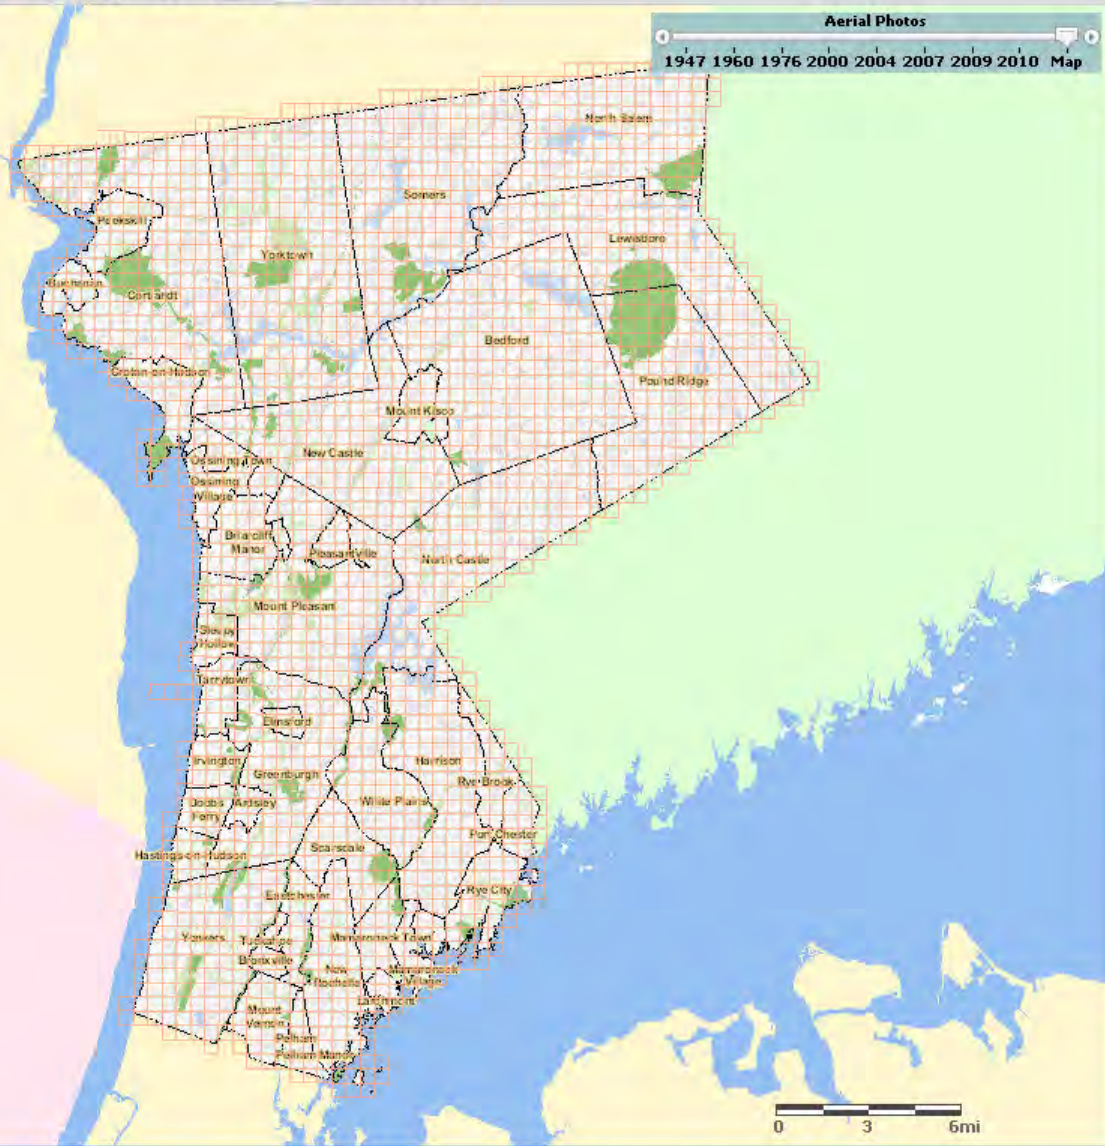 Aerial Photos
1947 1960 1976 2000 2004 2007 2009 2010 Map
North Salem
Somers
Peekskill
Lewisboro
Yorktown
Buchanan
Cortlandt
Bedford
Croton-on-Hudson
Pound Ridge
Mount Kisco
New Castle
Ossining Town
Ossining
Village
Briarcliff
Manor
Pleasantville
North Castle
Mount Pleasant
Sleepy
Hollow
Tarrytown
Elmsford
Irvington
Harrison
Greenburgh
Rye Brook
Dobbs
Ferry
Ardsley
White Plains
Port Chester
Scarsdale
Hastings-on-Hudson
Eastchester
Rye City
Yonkers
Tuckahoe
Mamaroneck Town
Bronxville
New
Rochelle
Mamaroneck
Village
Larchmont
Mount
Vernon
Pelham
Pelham Manor
0 3 6mi